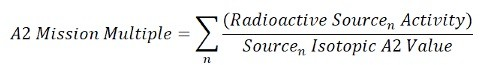 A2 Mission Multiple = ∑ₙ (Radioactive Sourceₙ Activity) / Sourceₙ Isotopic A2 Value